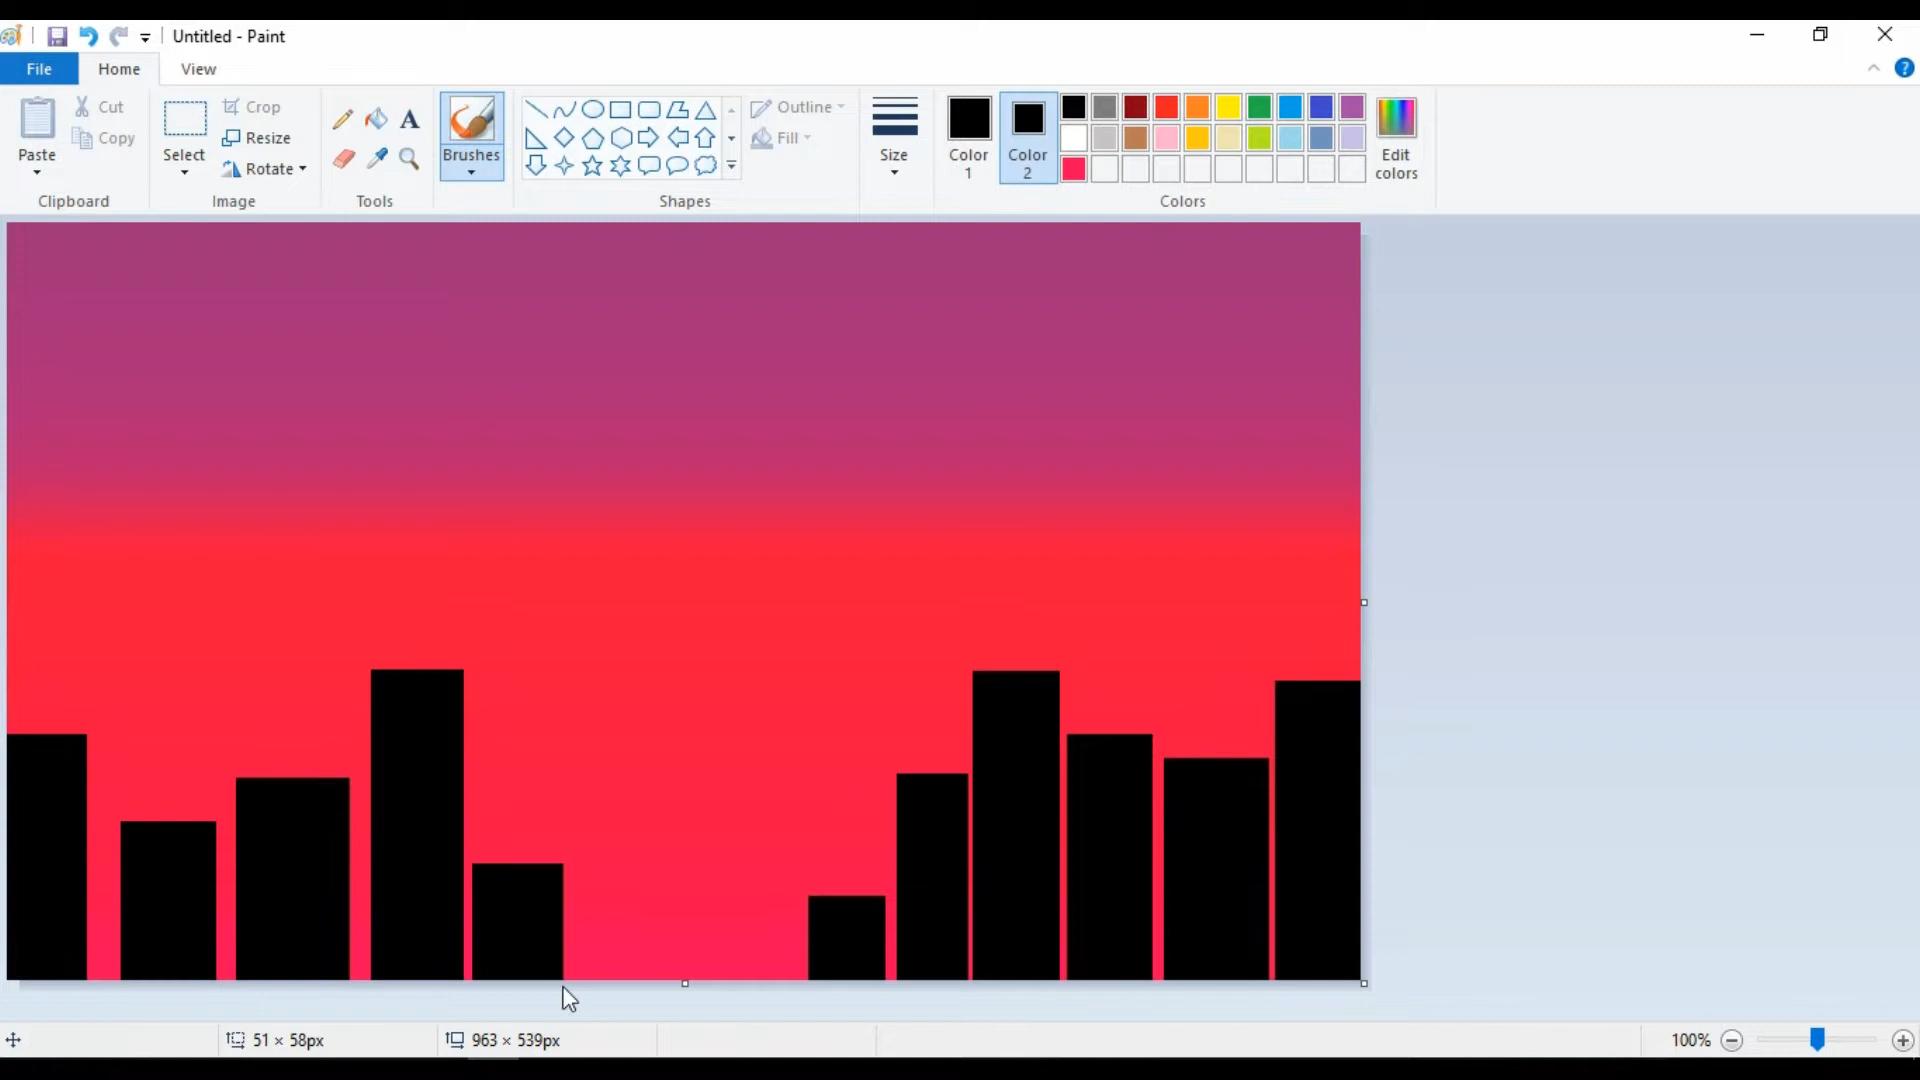 Untitled - Paint
File Home View
Paste Cut Copy
Clipboard
Select Crop Resize Rotate
Image
A
Tools
Brushes
Shapes
Outline
Fill
Size
Color 1
Color 2
Edit colors
Colors
?
51 × 58px
963 × 539px
100%